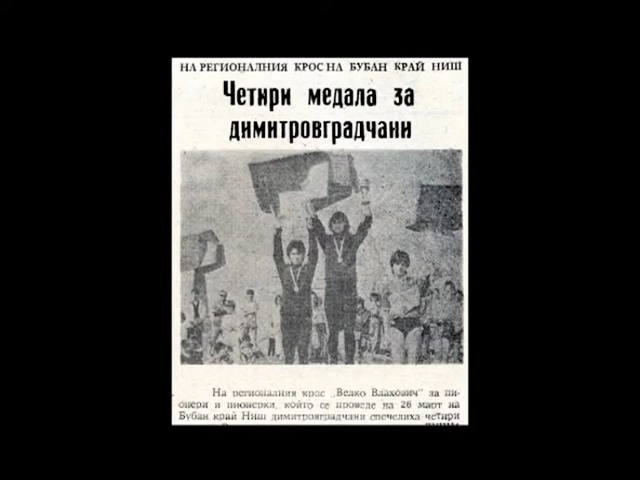 НА РЕГИОНАЛНИЯ КРОС НА БУБАН КРАЙ НИШ
Четири медала за
димитровградчани
На регионалния крос „Велко Влахович" за пи-
онери и пионерки, който се проведе на 26 март на
Бубан край Ниш димитровградчани спечелиха четири